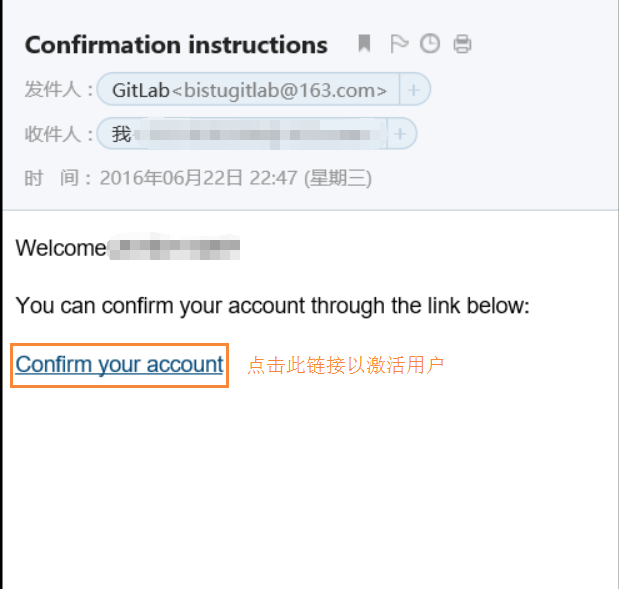 Confirmation instructions
发件人：GitLab<bistugitlab@163.com> +
收件人：我 +
时 间：2016年06月22日 22:47 (星期三)
Welcome
You can confirm your account through the link below:
Confirm your account 点击此链接以激活用户